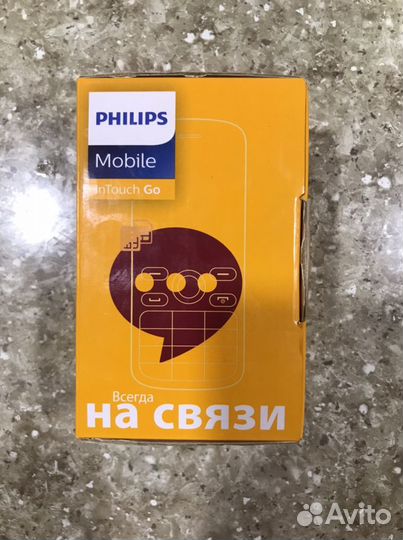 PHILIPS
Mobile
InTouch Go
Всегда
на связи
Avito